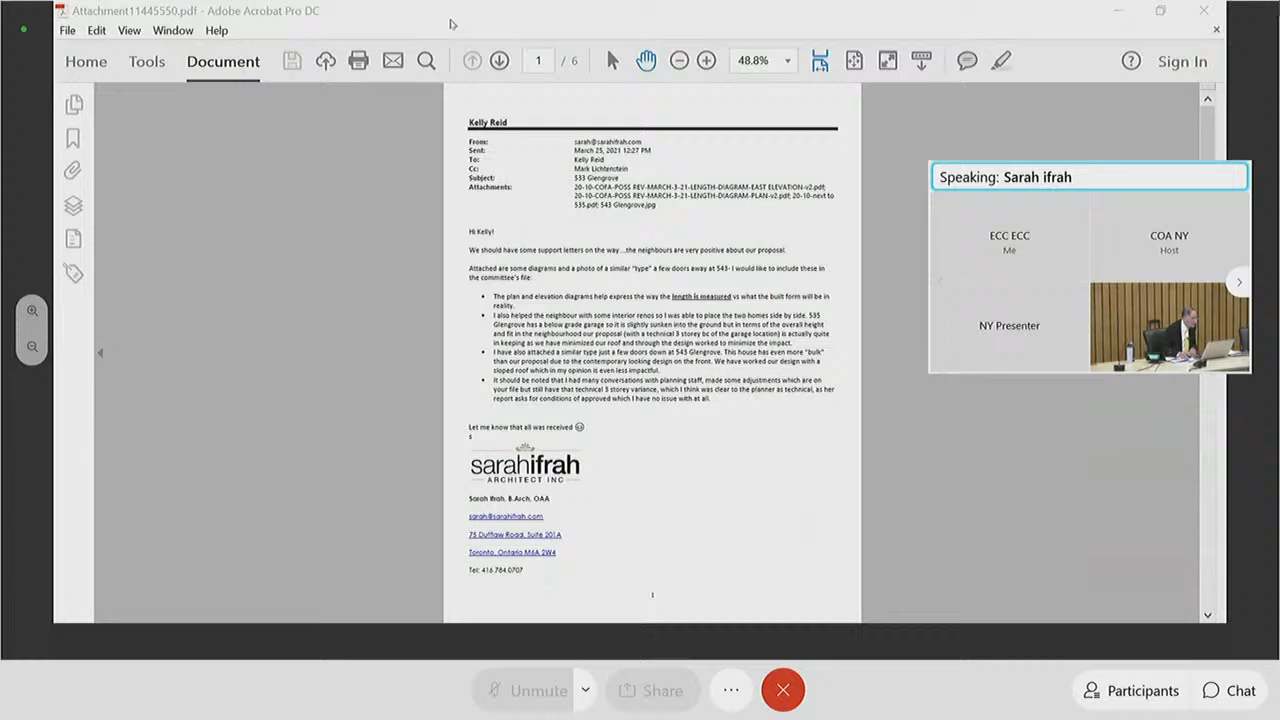 Attachment11445550.pdf - Adobe Acrobat Pro DC
File Edit View Window Help
Home Tools Document 1 / 6 48.8% Sign In
Kelly Reid
From: sarah@sarahifrah.com
Sent: March 25, 2021 12:27 PM
To: Kelly Reid
Cc: Mark Lichtenstein
Subject: 533 Glengrove
Attachments: 20-10-COFA-POSS REV-MARCH-3-21-LENGTH-DIAGRAM-EAST ELEVATION-v2.pdf;
20-10-COFA-POSS REV-MARCH-3-21-LENGTH-DIAGRAM-PLAN-v2.pdf; 20-10-next to
535.pdf; 543 Glengrove.jpg
Hi Kelly!
We should have some support letters on the way...the neighbours are very positive about our proposal.
Attached are some diagrams and a photo of a similar "type" a few doors away at 543- I would like to include these in
the committee's file:
• The plan and elevation diagrams help express the way the length is measured vs what the built form will be in
reality.
• I also helped the neighbour with some interior renos so I was able to place the two homes side by side. 535
Glengrove has a below grade garage so it is slightly sunken into the ground but in terms of the overall height
and fit in the neighbourhood our proposal (with a technical 3 storey bc of the garage location) is actually quite
in keeping as we have minimized our roof and through the design worked to minimize the impact.
• I have also attached a similar type just a few doors down at 543 Glengrove. This house has even more "bulk"
than our proposal due to the contemporary looking design on the front. We have worked our design with a
sloped roof which in my opinion is even less impactful.
• It should be noted that I had many conversations with planning staff, made some adjustments which are on
your file but still have that technical 3 storey variance, which I think was clear to the planner as technical, as her
report asks for conditions of approved which I have no issue with at all.
Let me know that all was received
s
sarahifrah
ARCHITECT INC
Sarah Ifrah, B.Arch, OAA
sarah@sarahifrah.com
75 Dufflaw Road, Suite 201A
Toronto, Ontario M6A 2W4
Tel: 416.784.0707
1
Speaking: Sarah ifrah
ECC ECC
Me
COA NY
Host
NY Presenter
Unmute Share Participants Chat